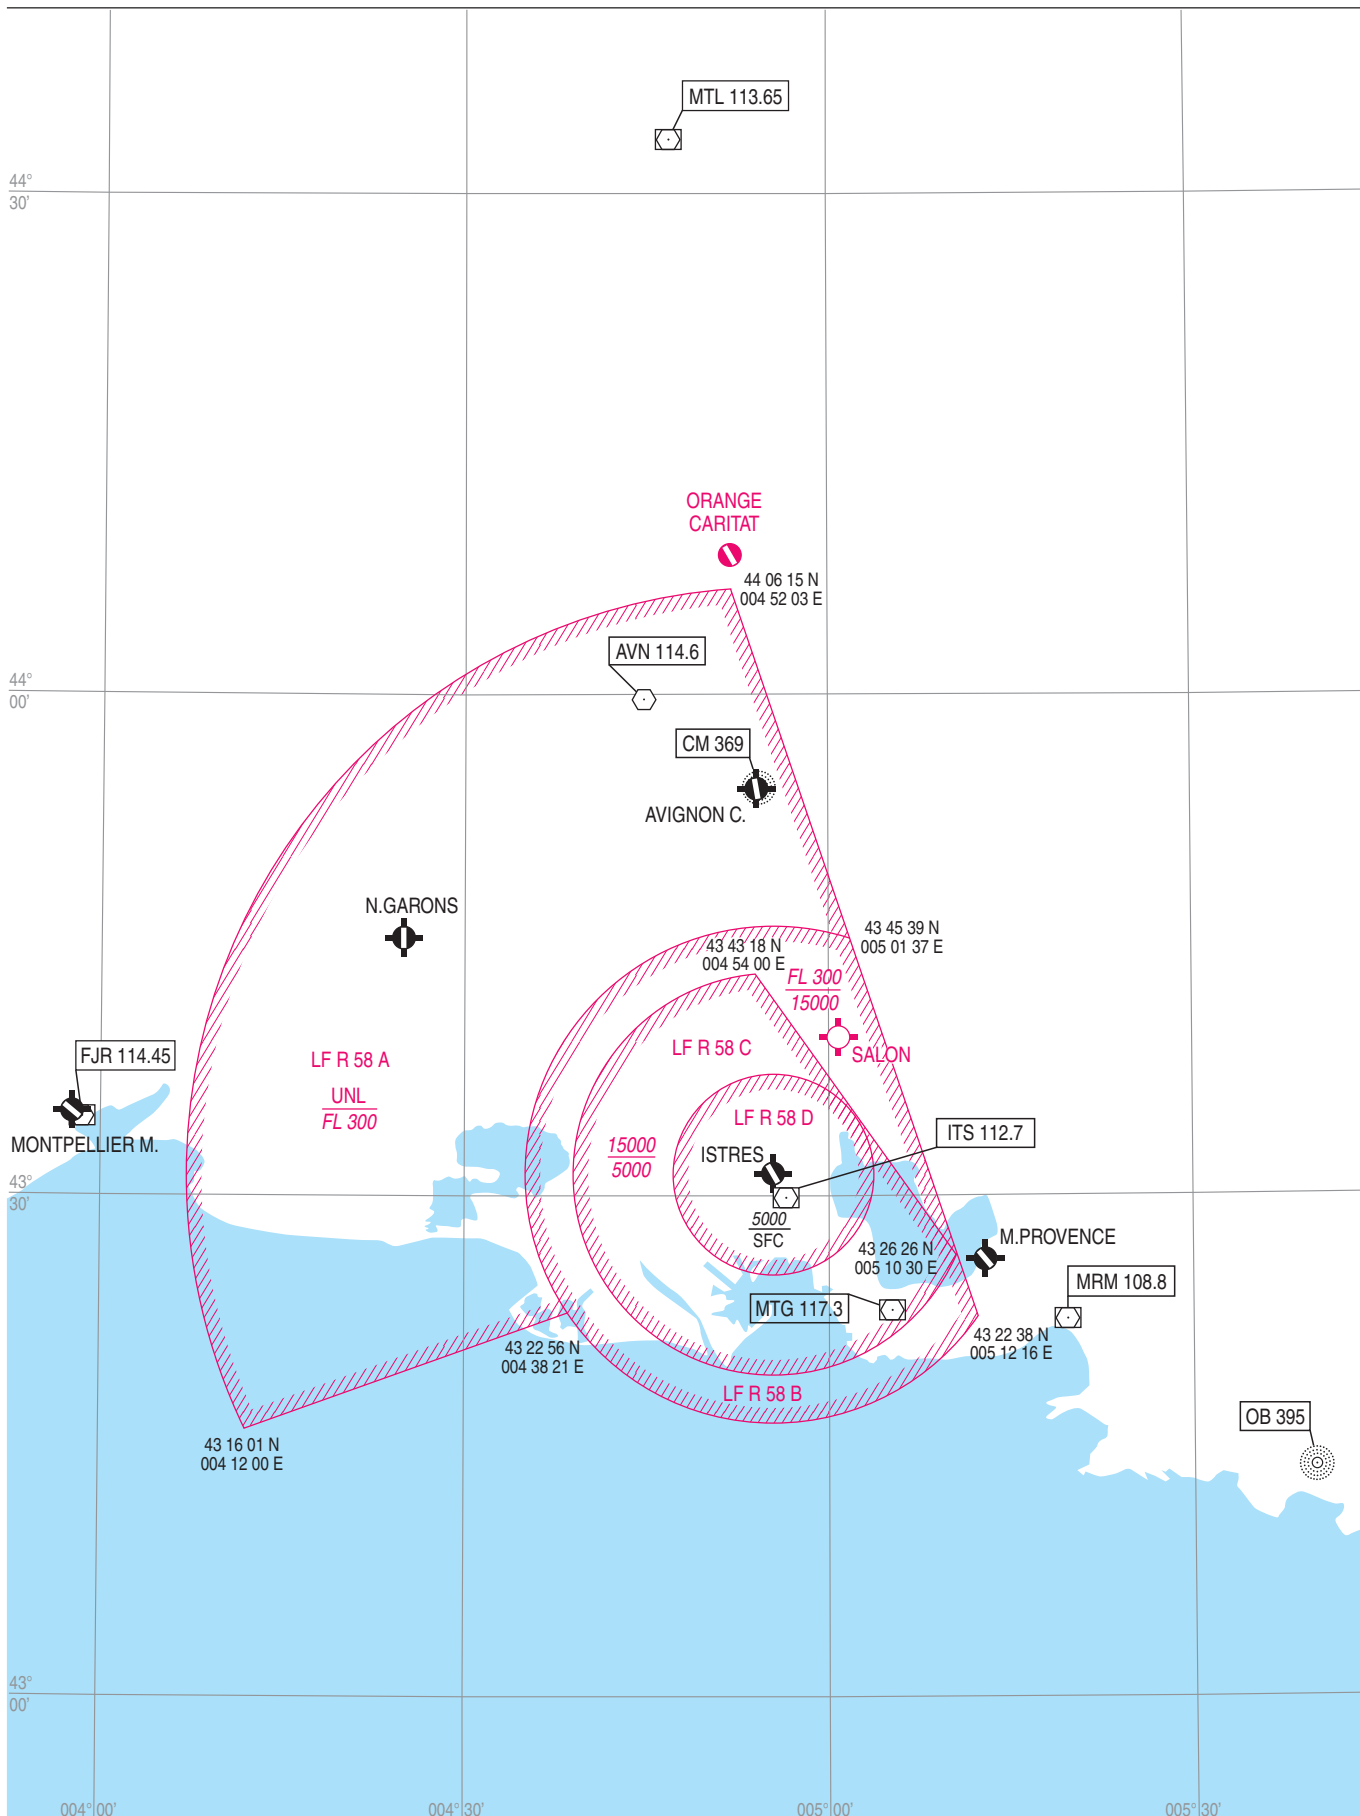 MTL 113.65
44°
30'
ORANGE
CARITAT
44 06 15 N
004 52 03 E
AVN 114.6
44°
00'
CM 369
AVIGNON C.
N.GARONS
43 45 39 N
005 01 37 E
43 43 18 N
004 54 00 E
FL 300
15000
SALON
LF R 58 C
FJR 114.45
LF R 58 A
UNL
FL 300
LF R 58 D
MONTPELLIER M.
15000
5000
ISTRES
ITS 112.7
43°
30'
5000
SFC
43 26 26 N
005 10 30 E
M.PROVENCE
MRM 108.8
MTG 117.3
43 22 56 N
004 38 21 E
43 22 38 N
005 12 16 E
LF R 58 B
OB 395
43 16 01 N
004 12 00 E
43°
00'
004° 00'
004° 30'
005° 00'
005° 30'